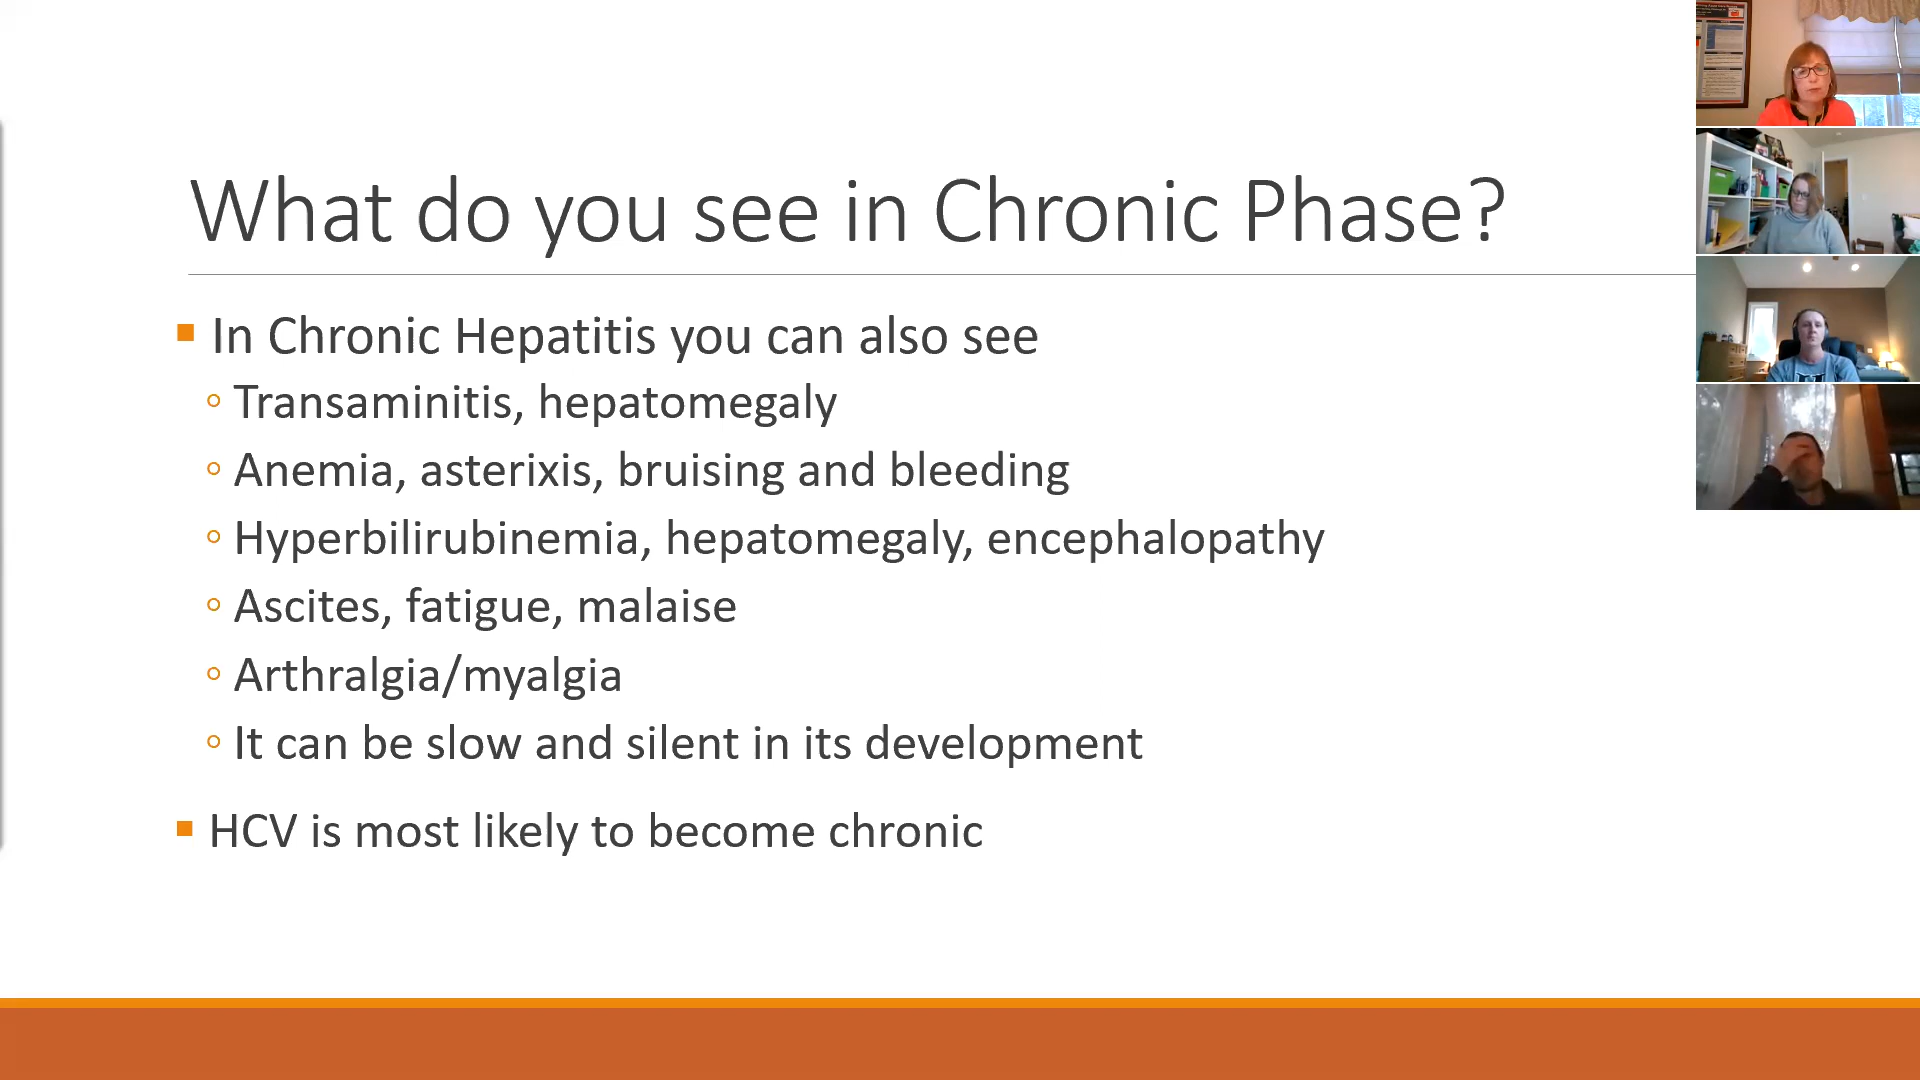 What do you see in Chronic Phase?
In Chronic Hepatitis you can also see
Transaminitis, hepatomegaly
Anemia, asterixis, bruising and bleeding
Hyperbilirubinemia, hepatomegaly, encephalopathy
Ascites, fatigue, malaise
Arthralgia/myalgia
It can be slow and silent in its development
HCV is most likely to become chronic